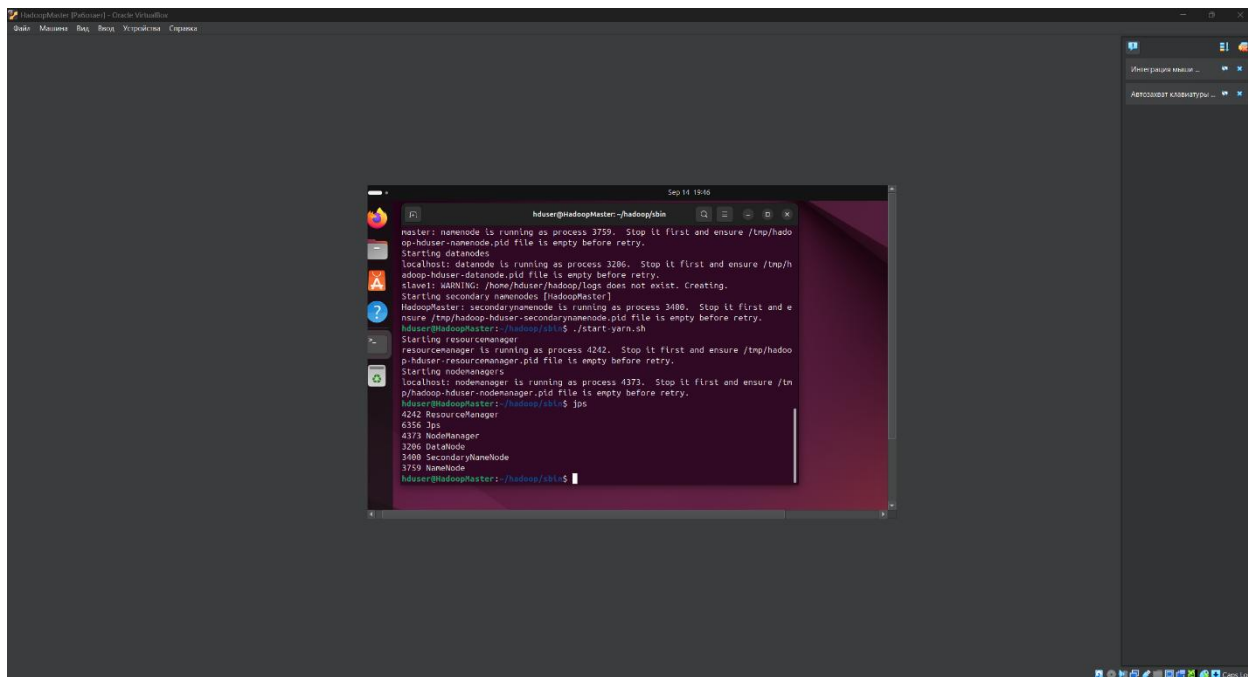 HadoopMaster [Работает] - Oracle VirtualBox
Файл Машина Вид Ввод Устройства Справка
Интеграция мыши ...
Автозахват клавиатуры ...
Sep 14 19:46
hduser@HadoopMaster: ~/hadoop/sbin
master: namenode is running as process 3759.  Stop it first and ensure /tmp/hado
op-hduser-namenode.pid file is empty before retry.
Starting datanodes
localhost: datanode is running as process 3206.  Stop it first and ensure /tmp/h
adoop-hduser-datanode.pid file is empty before retry.
slave1: WARNING: /home/hduser/hadoop/logs does not exist. Creating.
Starting secondary namenodes [HadoopMaster]
HadoopMaster: secondarynamenode is running as process 3400.  Stop it first and e
nsure /tmp/hadoop-hduser-secondarynamenode.pid file is empty before retry.
hduser@HadoopMaster:~/hadoop/sbin$ ./start-yarn.sh
Starting resourcemanager
resourcemanager is running as process 4242.  Stop it first and ensure /tmp/hadoo
p-hduser-resourcemanager.pid file is empty before retry.
Starting nodemanagers
localhost: nodemanager is running as process 4373.  Stop it first and ensure /tm
p/hadoop-hduser-nodemanager.pid file is empty before retry.
hduser@HadoopMaster:~/hadoop/sbin$ jps
4242 ResourceManager
6356 Jps
4373 NodeManager
3206 DataNode
3400 SecondaryNameNode
3759 NameNode
hduser@HadoopMaster:~/hadoop/sbin$
Caps Lo